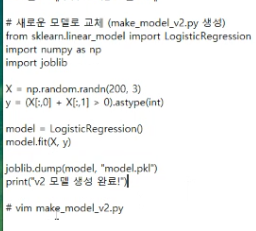 # 새로운 모델로 교체 (make_model_v2.py 생성)
from sklearn.linear_model import LogisticRegression
import numpy as np
import joblib
X = np.random.randn(200, 3)
y = (X[:,0] + X[:,1] > 0).astype(int)
model = LogisticRegression()
model.fit(X, y)
joblib.dump(model, "model.pkl")
print("v2 모델 생성 완료!")
# vim make_model_v2.py